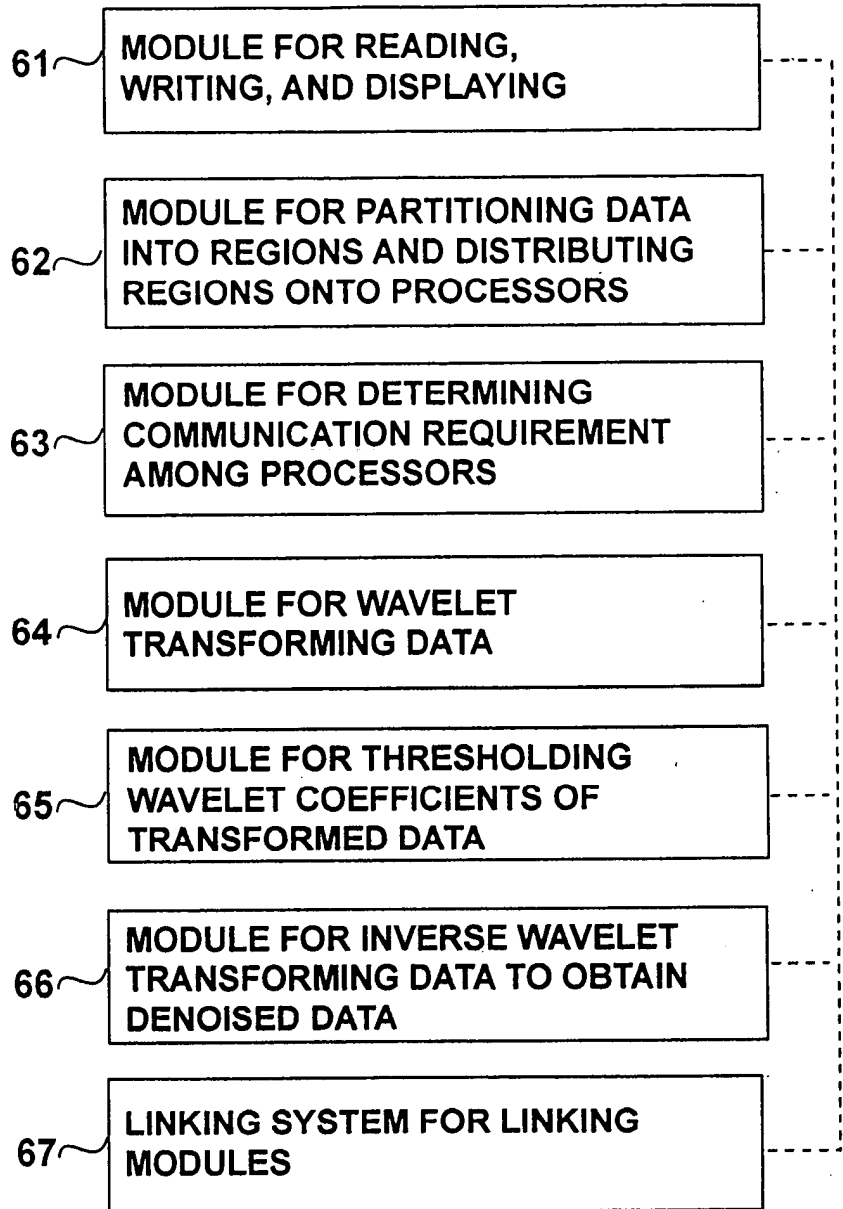 61
MODULE FOR READING,
WRITING, AND DISPLAYING
62
MODULE FOR PARTITIONING DATA
INTO REGIONS AND DISTRIBUTING
REGIONS ONTO PROCESSORS
63
MODULE FOR DETERMINING
COMMUNICATION REQUIREMENT
AMONG PROCESSORS
64
MODULE FOR WAVELET
TRANSFORMING DATA
65
MODULE FOR THRESHOLDING
WAVELET COEFFICIENTS OF
TRANSFORMED DATA
66
MODULE FOR INVERSE WAVELET
TRANSFORMING DATA TO OBTAIN
DENOISED DATA
67
LINKING SYSTEM FOR LINKING
MODULES